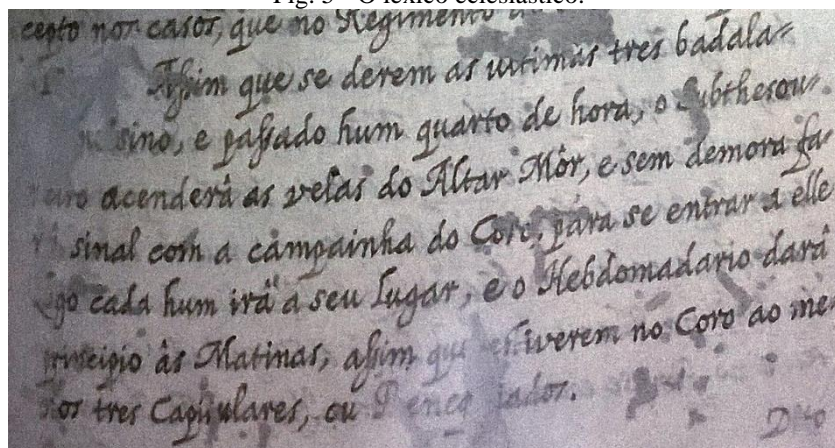 Fig. 3 – O léxico eclesiástico.
cepto nos casos, que no Regimento
Assim que se derem as ultimas tres badala=
sino, e passado hum quarto de hora, o Subthesou=
acenderá as velas do Altar Mór, e sem demora fa=
sinal com a campainha do Coro, para se entrar a elle
cada hum irá a seu lugar, e o Hebdomadario dará
principio ás Matinas, assim que estiverem no Coro ao me
nos tres Capitulares, ou